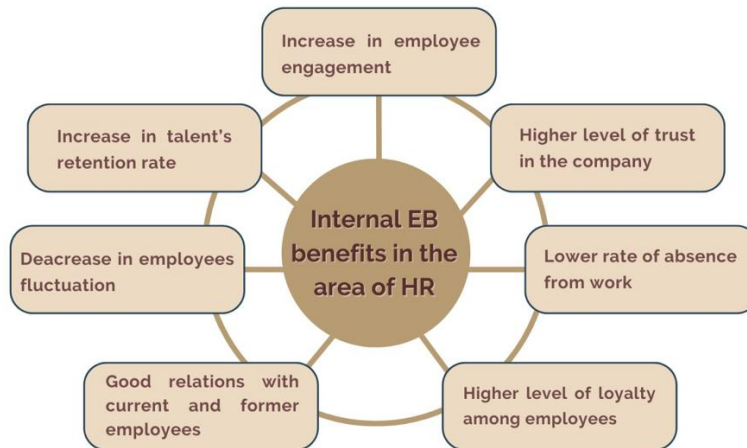 Increase in employee
engagement
Increase in talent's
retention rate
Higher level of trust
in the company
Internal EB
benefits in the
area of HR
Deacrease in employees
fluctuation
Lower rate of absence
from work
Good relations with
current and former
employees
Higher level of loyalty
among employees